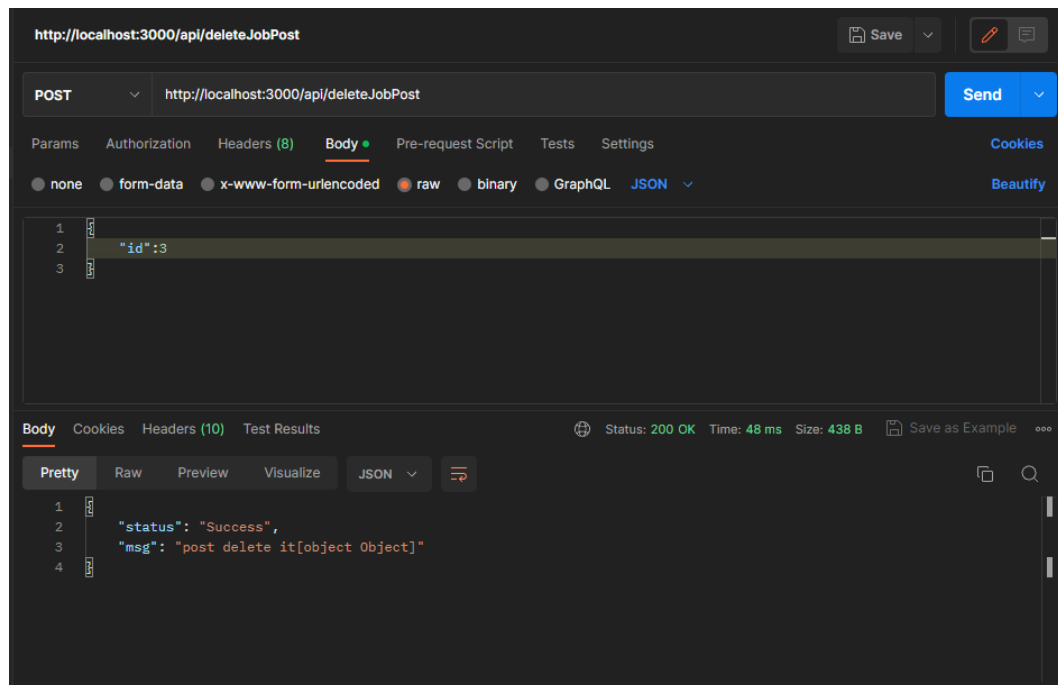 http://localhost:3000/api/deleteJobPost Save
POST http://localhost:3000/api/deleteJobPost Send
Params Authorization Headers (8) Body Pre-request Script Tests Settings Cookies
none form-data x-www-form-urlencoded raw binary GraphQL JSON Beautify
1 {
2 "id":3
3 }
Body Cookies Headers (10) Test Results Status: 200 OK Time: 48 ms Size: 438 B Save as Example
Pretty Raw Preview Visualize JSON
1 {
2 "status": "Success",
3 "msg": "post delete it[object Object]"
4 }